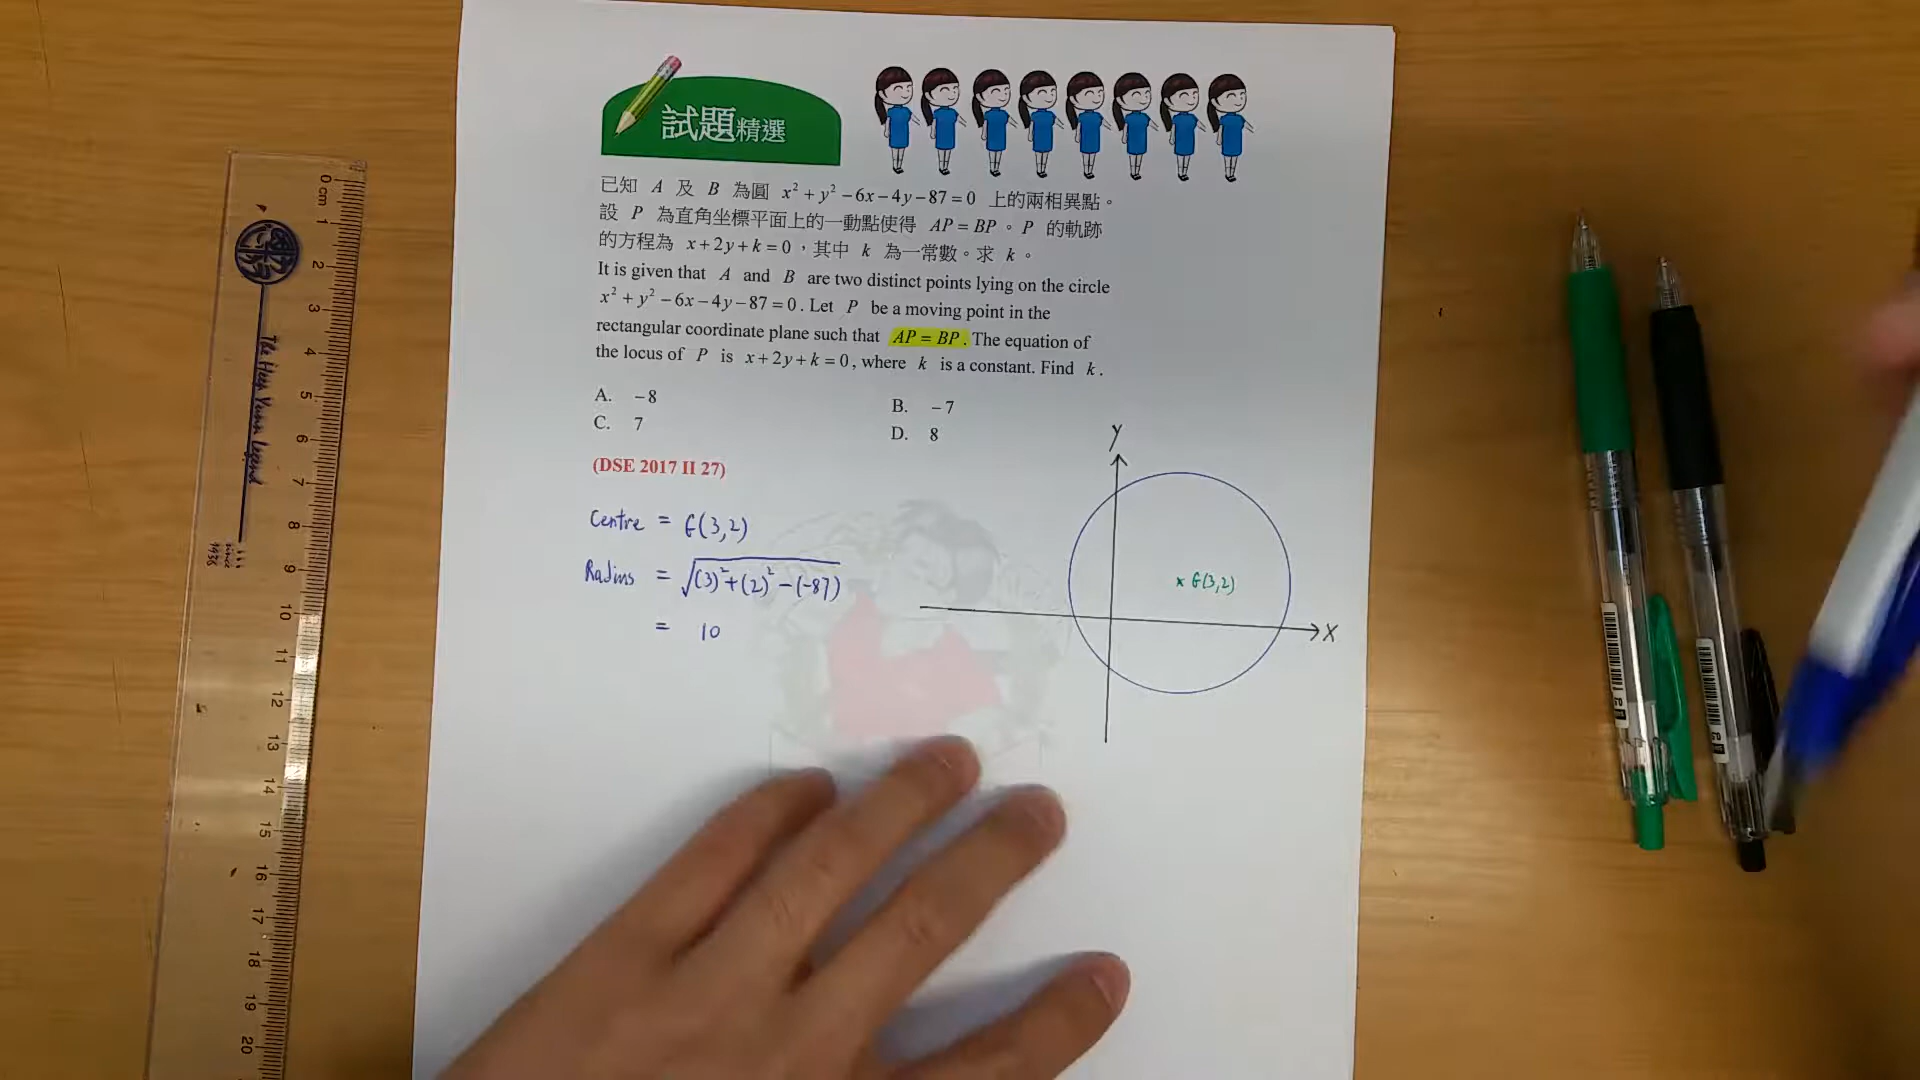 試題精選
已知 A 及 B 為圓 x² + y² − 6x − 4y − 87 = 0 上的兩相異點。
設 P 為直角坐標平面上的一動點使得 AP = BP。P 的軌跡
的方程為 x + 2y + k = 0，其中 k 為一常數。求 k。
It is given that A and B are two distinct points lying on the circle
x² + y² − 6x − 4y − 87 = 0. Let P be a moving point in the
rectangular coordinate plane such that AP = BP. The equation of
the locus of P is x + 2y + k = 0, where k is a constant. Find k.
A. −8
B. −7
C. 7
D. 8
(DSE 2017 II 27)
Centre = G(3,2)
Radius = √((3)² + (2)² − (−87))
= 10
y
x G(3,2)
x
0 cm 1 2 3 4 5 6 7 8 9 10 11 12 13 14 15 16 17 18 19 20
The Heep Yunn Legend
since
1936